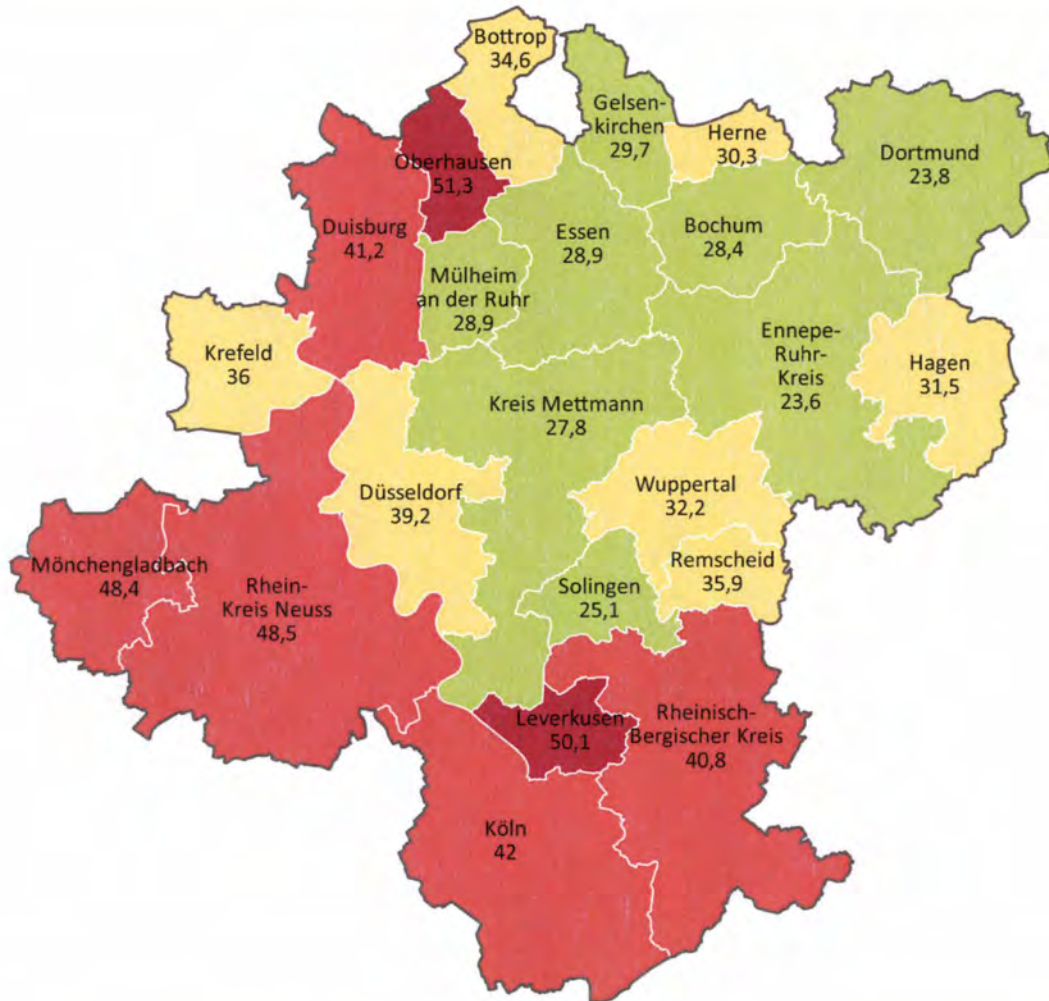 Bottrop
34,6
Gelsen-
kirchen
29,7
Herne
30,3
Dortmund
23,8
Oberhausen
51,3
Duisburg
41,2
Essen
28,9
Bochum
28,4
Mülheim
an der Ruhr
28,9
Krefeld
36
Ennepe-
Ruhr-
Kreis
23,6
Hagen
31,5
Kreis Mettmann
27,8
Düsseldorf
39,2
Wuppertal
32,2
Remscheid
35,9
Mönchengladbach
48,4
Rhein-
Kreis Neuss
48,5
Solingen
25,1
Leverkusen
50,1
Rheinisch-
Bergischer Kreis
40,8
Köln
42